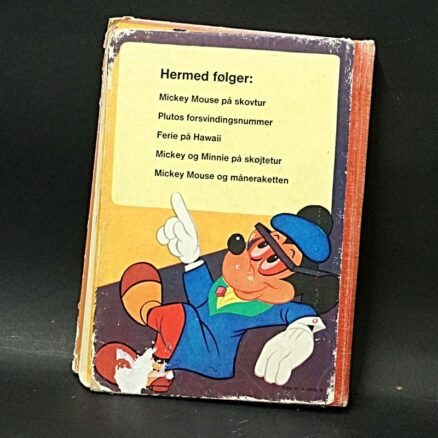 Hermed følger:
Mickey Mouse på skovtur
Plutos forsvindingsnummer
Ferie på Hawaii
Mickey og Minnie på skøjtetur
Mickey Mouse og måneraketten